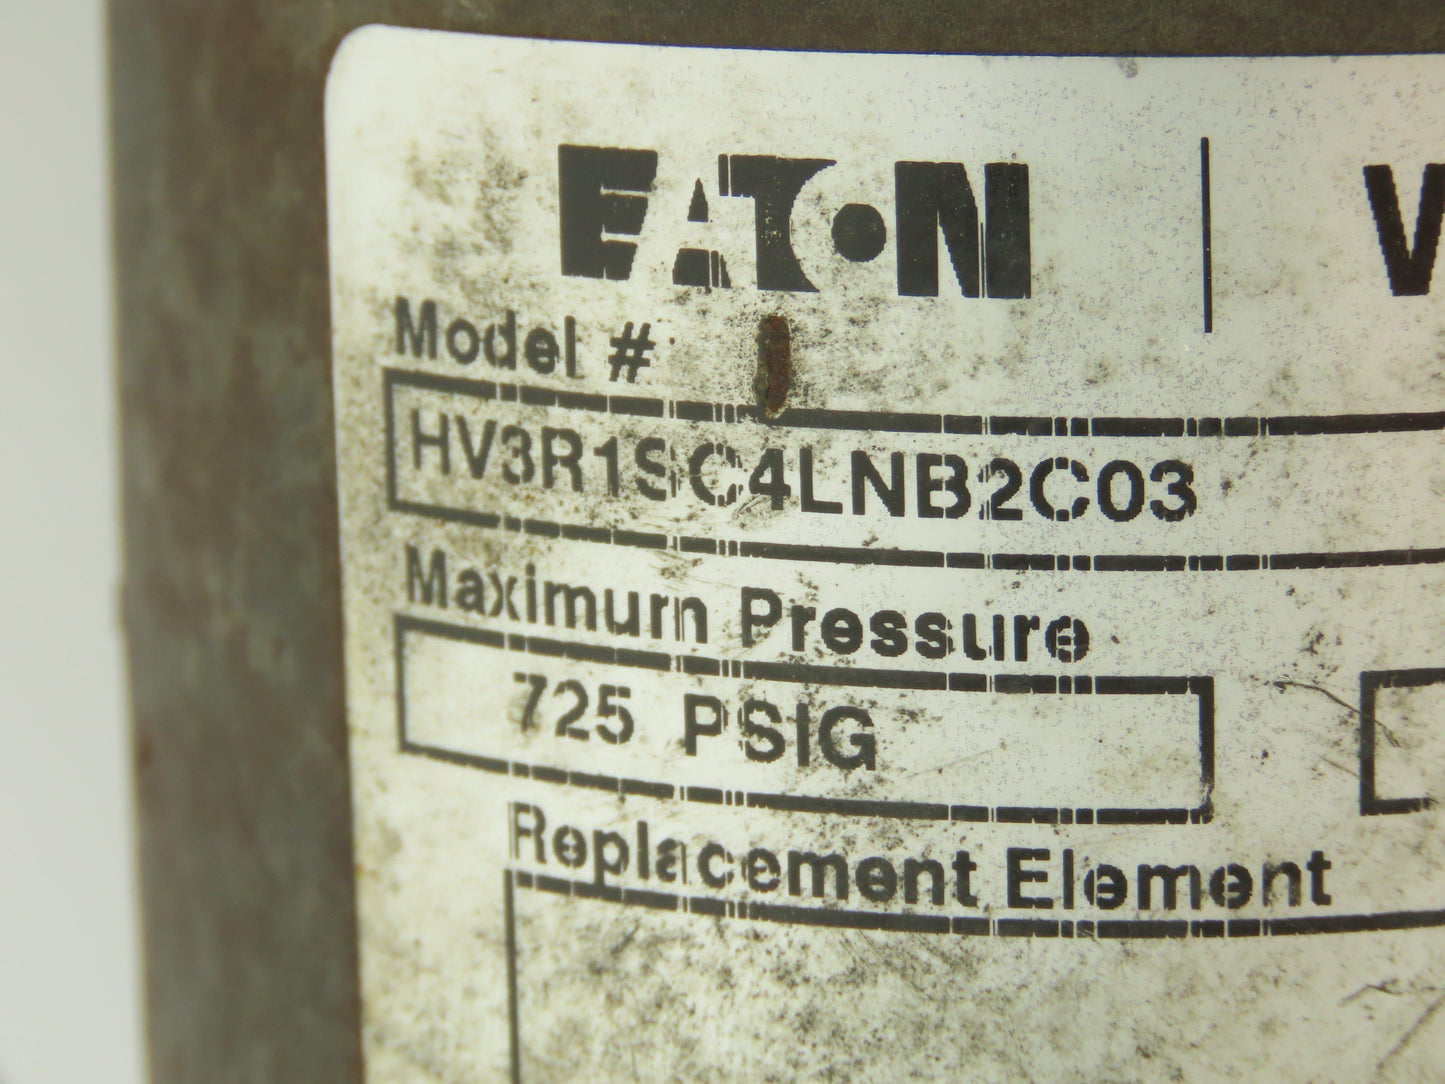 EATON
Model #
HV3R1SC4LNB2C03
Maximum Pressure
725 PSIG
Replacement Element